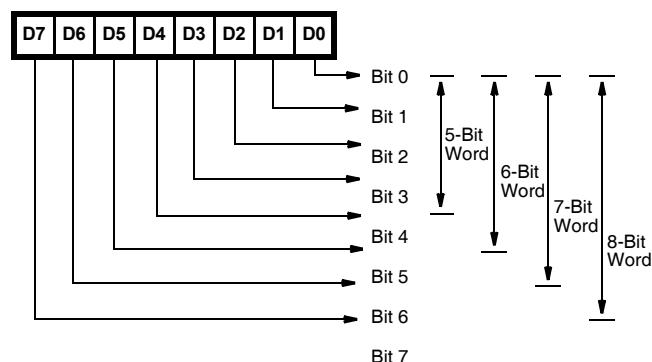 D7 D6 D5 D4 D3 D2 D1 D0
Bit 0
Bit 1
Bit 2
Bit 3
Bit 4
Bit 5
Bit 6
Bit 7
5-Bit
Word
6-Bit
Word
7-Bit
Word
8-Bit
Word